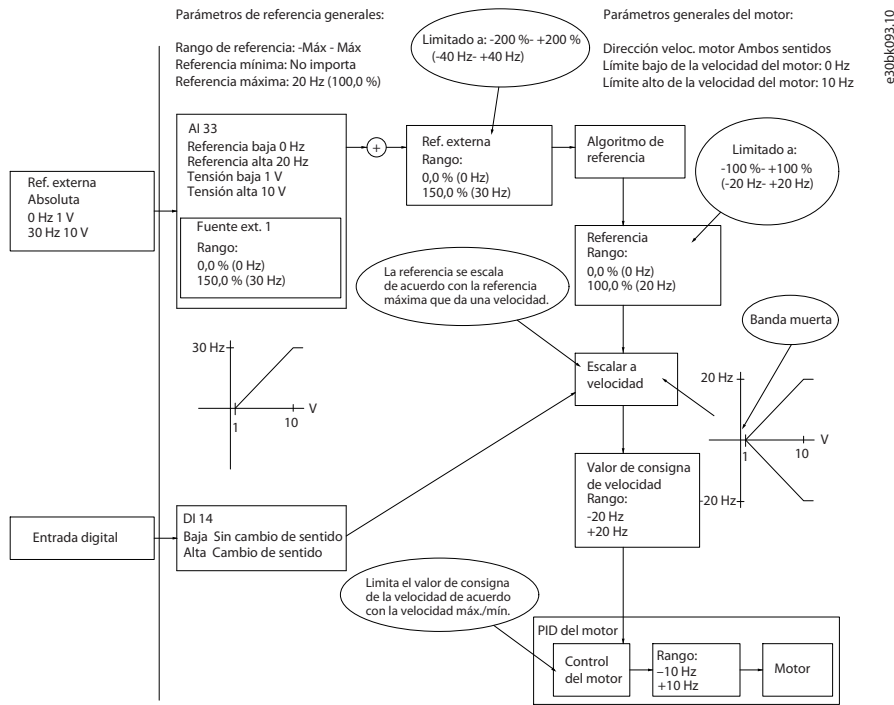 Parámetros de referencia generales:
Rango de referencia: -Máx - Máx
Referencia mínima: No importa
Referencia máxima: 20 Hz (100,0 %)
Limitado a: -200 %- +200 %
(-40 Hz- +40 Hz)
Parámetros generales del motor:
Dirección veloc. motor Ambos sentidos
Límite bajo de la velocidad del motor: 0 Hz
Límite alto de la velocidad del motor: 10 Hz
e30bk093.10
Ref. externa
Absoluta
0 Hz 1 V
30 Hz 10 V
AI 33
Referencia baja 0 Hz
Referencia alta 20 Hz
Tensión baja 1 V
Tensión alta 10 V
Fuente ext. 1
Rango:
0,0 % (0 Hz)
150,0 % (30 Hz)
+
Ref. externa
Rango:
0,0 % (0 Hz)
150,0 % (30 Hz)
Algoritmo de
referencia
Limitado a:
-100 %- +100 %
(-20 Hz- +20 Hz)
Referencia
Rango:
0,0 % (0 Hz)
100,0 % (20 Hz)
La referencia se escala
de acuerdo con la referencia
máxima que da una velocidad.
Banda muerta
30 Hz
V
1
10
Escalar a
velocidad
20 Hz
V
1
10
-20 Hz
Valor de consigna
de velocidad
Rango:
-20 Hz
+20 Hz
Entrada digital
DI 14
Baja Sin cambio de sentido
Alta Cambio de sentido
Limita el valor de consigna
de la velocidad de acuerdo
con la velocidad máx./mín.
PID del motor
Control
del motor
Rango:
–10 Hz
+10 Hz
Motor